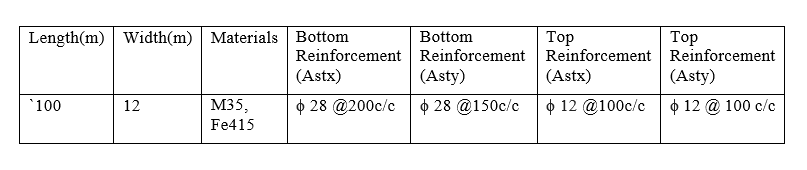 Length(m) Width(m) Materials Bottom Bottom Top Top
Reinforcement Reinforcement Reinforcement Reinforcement
(Astx) (Asty) (Astx) (Asty)
`100 12 M35, ϕ 28 @200c/c ϕ 28 @150c/c ϕ 12 @100c/c ϕ 12 @ 100 c/c
Fe415